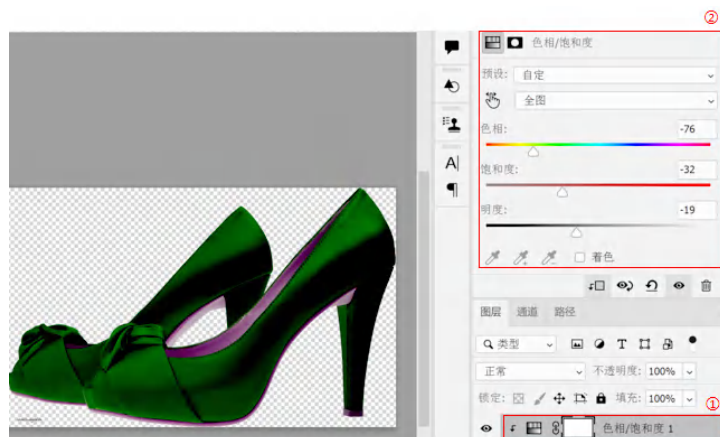 ②
色相/饱和度
预设: 自定
全图
色相: -76
饱和度: -32
明度: -19
着色
A
图层 通道 路径
类型 T
正常 不透明度: 100%
锁定: 填充: 100%
①
色相/饱和度 1